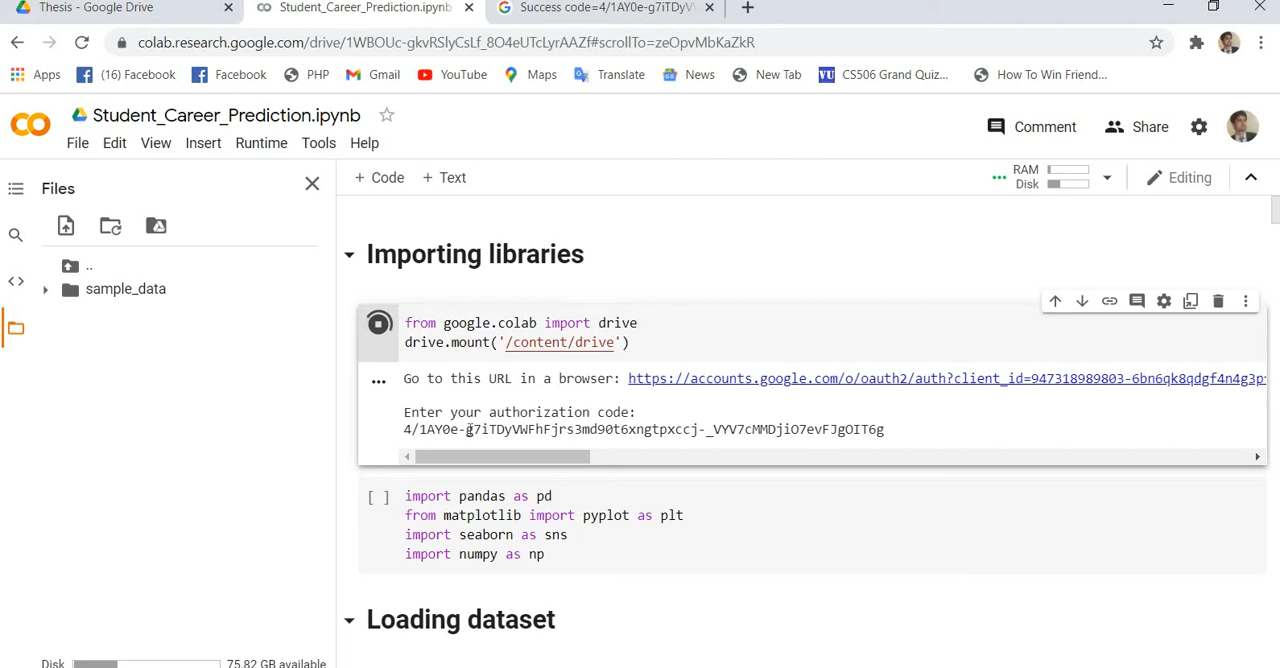 Thesis - Google Drive
Student_Career_Prediction.ipynb
Success code=4/1AY0e-g7iTDyV
colab.research.google.com/drive/1WBOUc-gkvRSlyCsLf_8O4eUTcLyrAAZf#scrollTo=zeOpvMbKaZkR
Apps
(16) Facebook
Facebook
PHP
Gmail
YouTube
Maps
Translate
News
New Tab
VU CS506 Grand Quiz...
How To Win Friend...
CO Student_Career_Prediction.ipynb
File Edit View Insert Runtime Tools Help
Comment
Share
Files
+ Code + Text
RAM
Disk
Editing
..
sample_data
Importing libraries
from google.colab import drive
drive.mount('/content/drive')
Go to this URL in a browser: https://accounts.google.com/o/oauth2/auth?client_id=947318989803-6bn6qk8qdgf4n4g3p
Enter your authorization code:
4/1AY0e-g7iTDyVWFhFjrs3md90t6xngtpxccj-_VYV7cMMDjiO7evFJgOIT6g
[ ] import pandas as pd
from matplotlib import pyplot as plt
import seaborn as sns
import numpy as np
Loading dataset
Disk
75.82 GB available